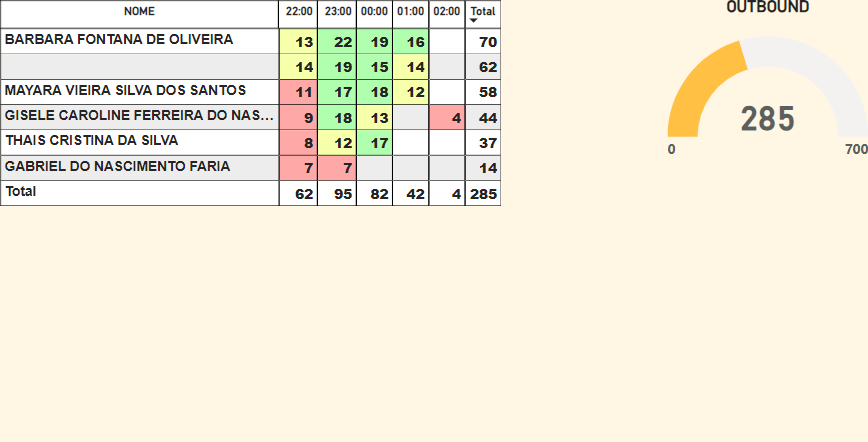 NOME 22:00 23:00 00:00 01:00 02:00 Total
BARBARA FONTANA DE OLIVEIRA 13 22 19 16 70
14 19 15 14 62
MAYARA VIEIRA SILVA DOS SANTOS 11 17 18 12 58
GISELE CAROLINE FERREIRA DO NAS... 9 18 13 4 44
THAIS CRISTINA DA SILVA 8 12 17 37
GABRIEL DO NASCIMENTO FARIA 7 7 14
Total 62 95 82 42 4 285
OUTBOUND
285
0 700